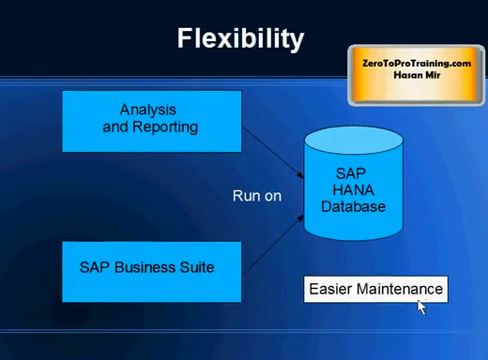 Flexibility
ZeroToProTraining.com
Hasan Mir
Analysis
and Reporting
SAP
HANA
Database
Run on
SAP Business Suite
Easier Maintenance